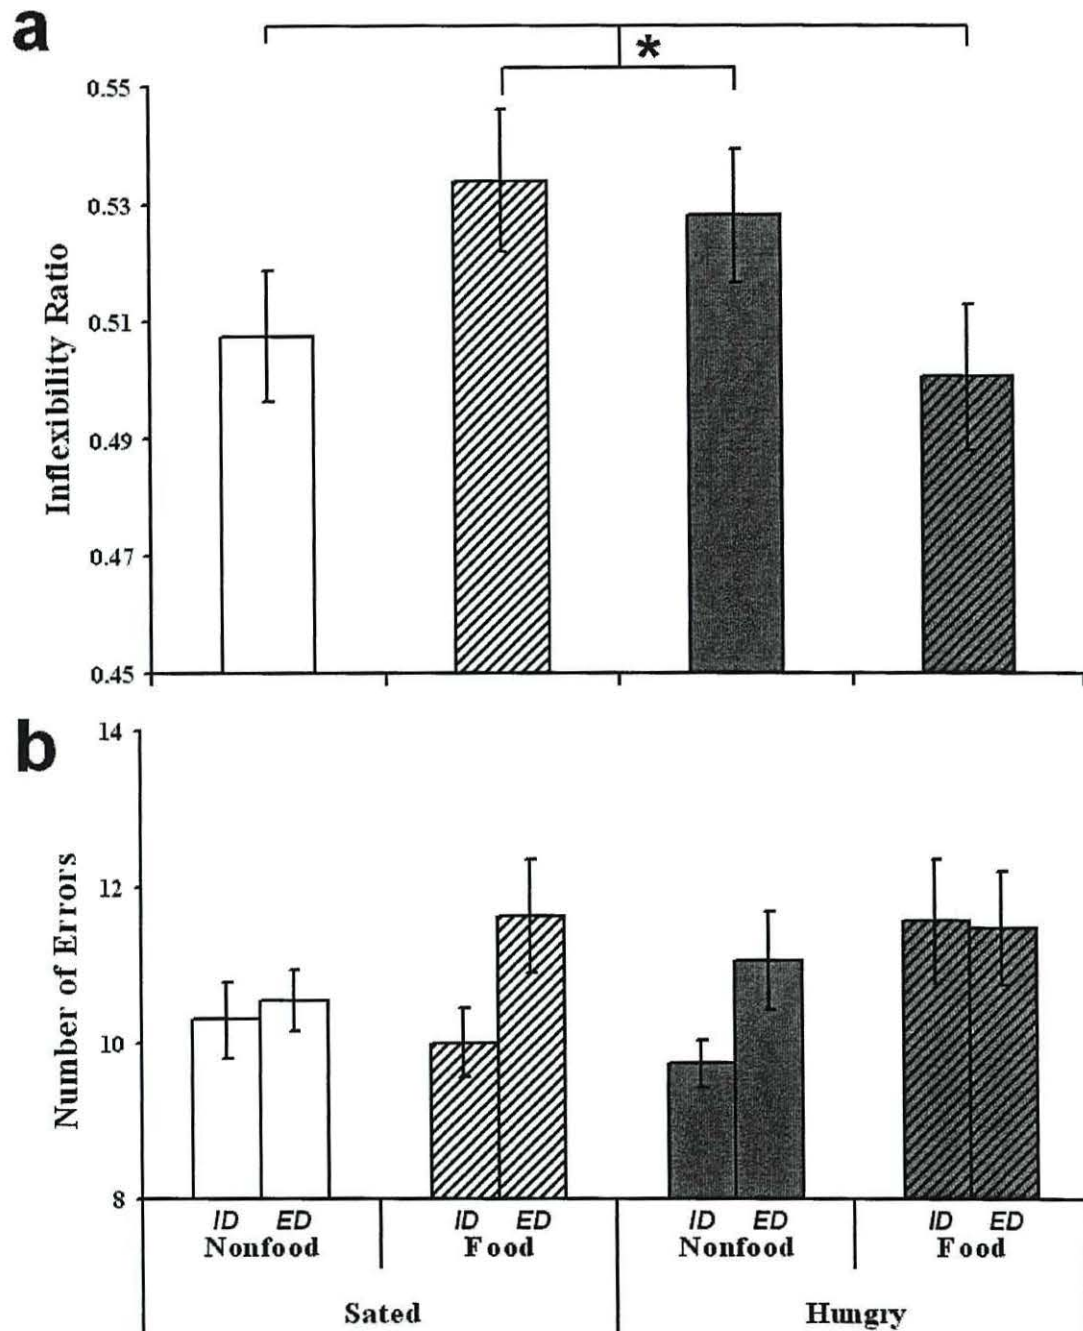 a
*
0.55
0.53
0.51
0.49
0.47
0.45
Inflexibility Ratio
b
14
12
10
8
Number of Errors
ID ED ID ED ID ED ID ED
Nonfood Food Nonfood Food
Sated Hungry